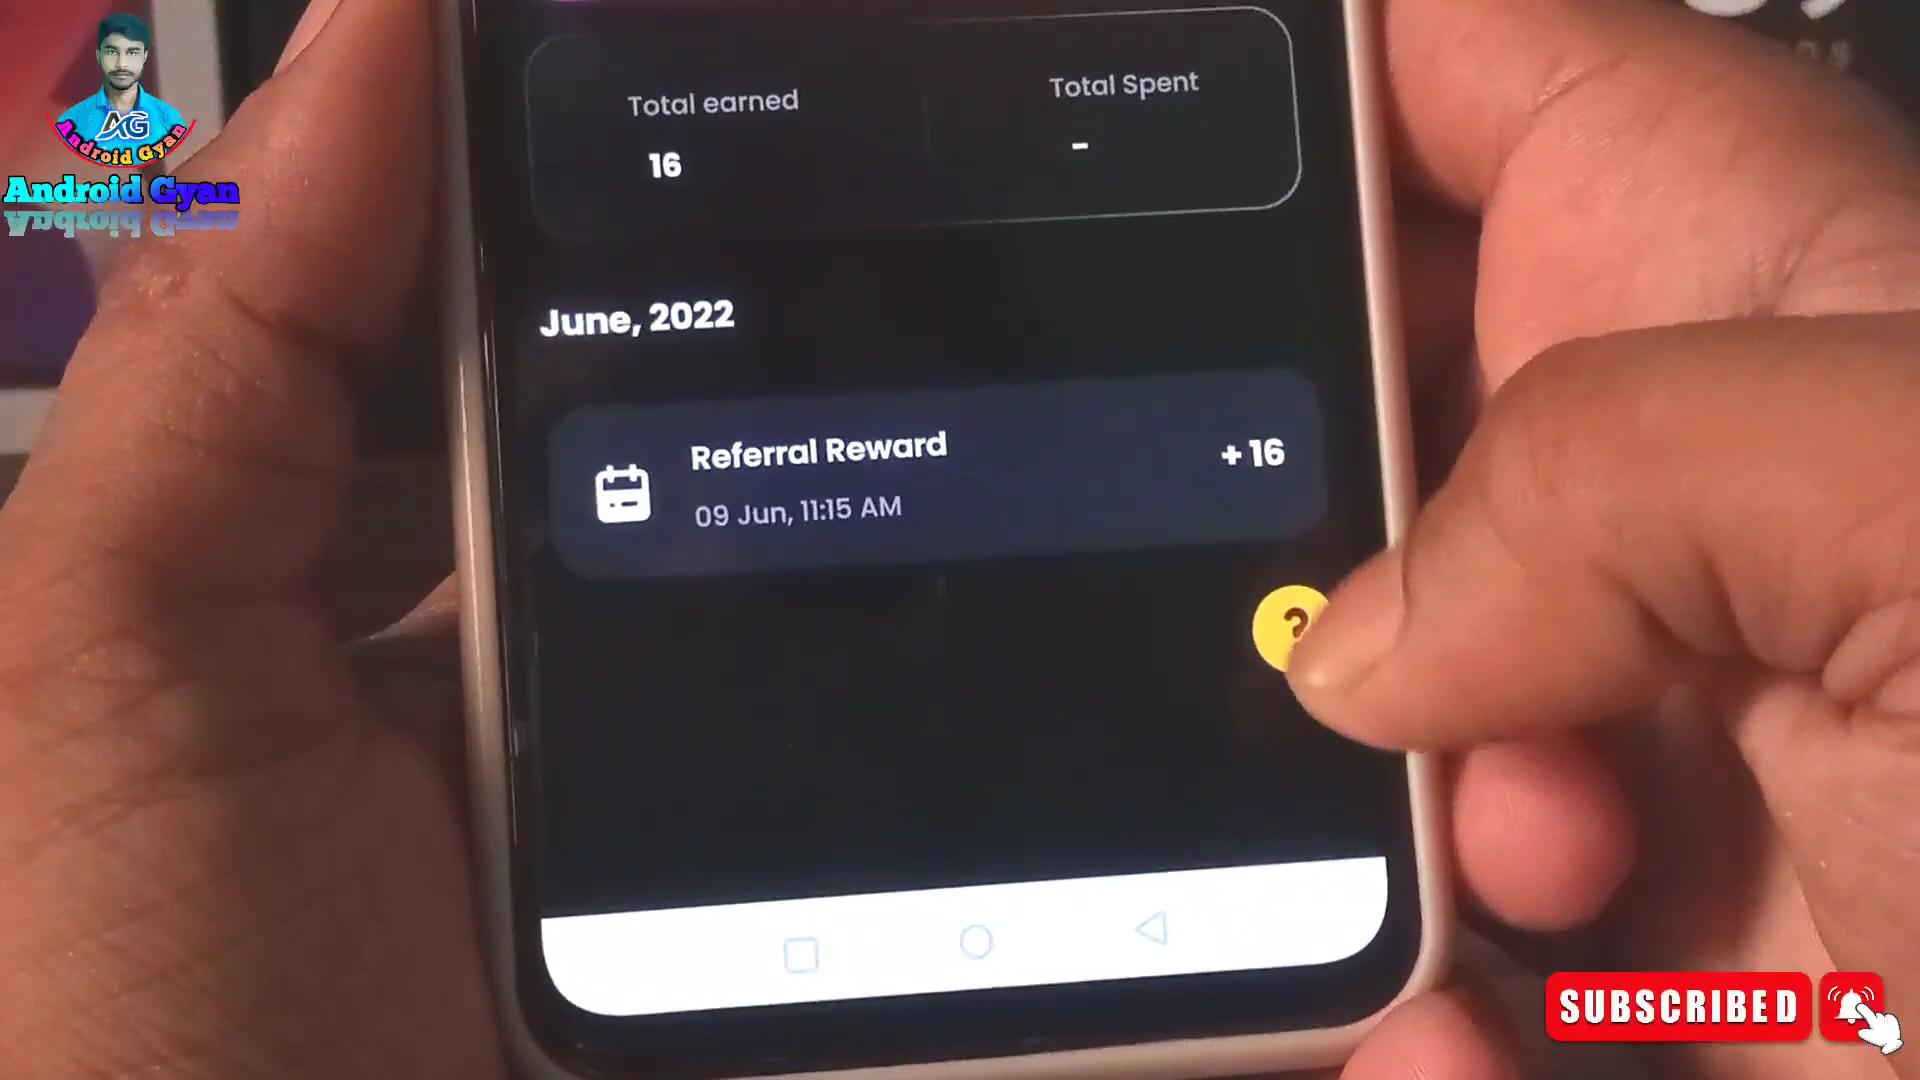 AG
Android Gyan
Android Gyan
Total earned
Total Spent
16
-
June, 2022
Referral Reward
+ 16
09 Jun, 11:15 AM
?
SUBSCRIBED